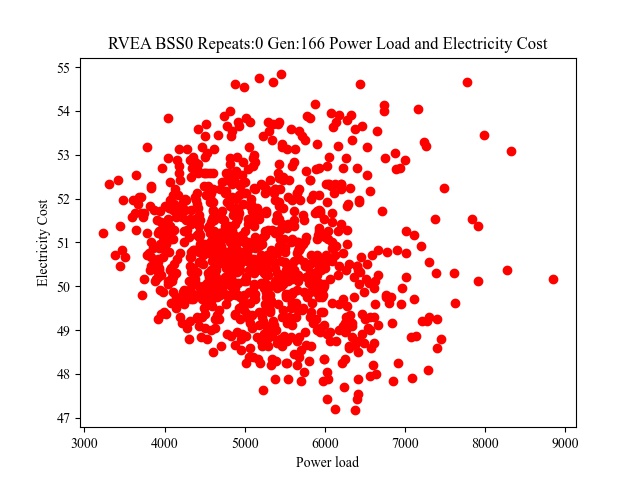 RVEA BSS0 Repeats:0 Gen:166 Power Load and Electricity Cost
55
54
53
52
51
50
49
48
47
Electricity Cost
3000 4000 5000 6000 7000 8000 9000
Power load